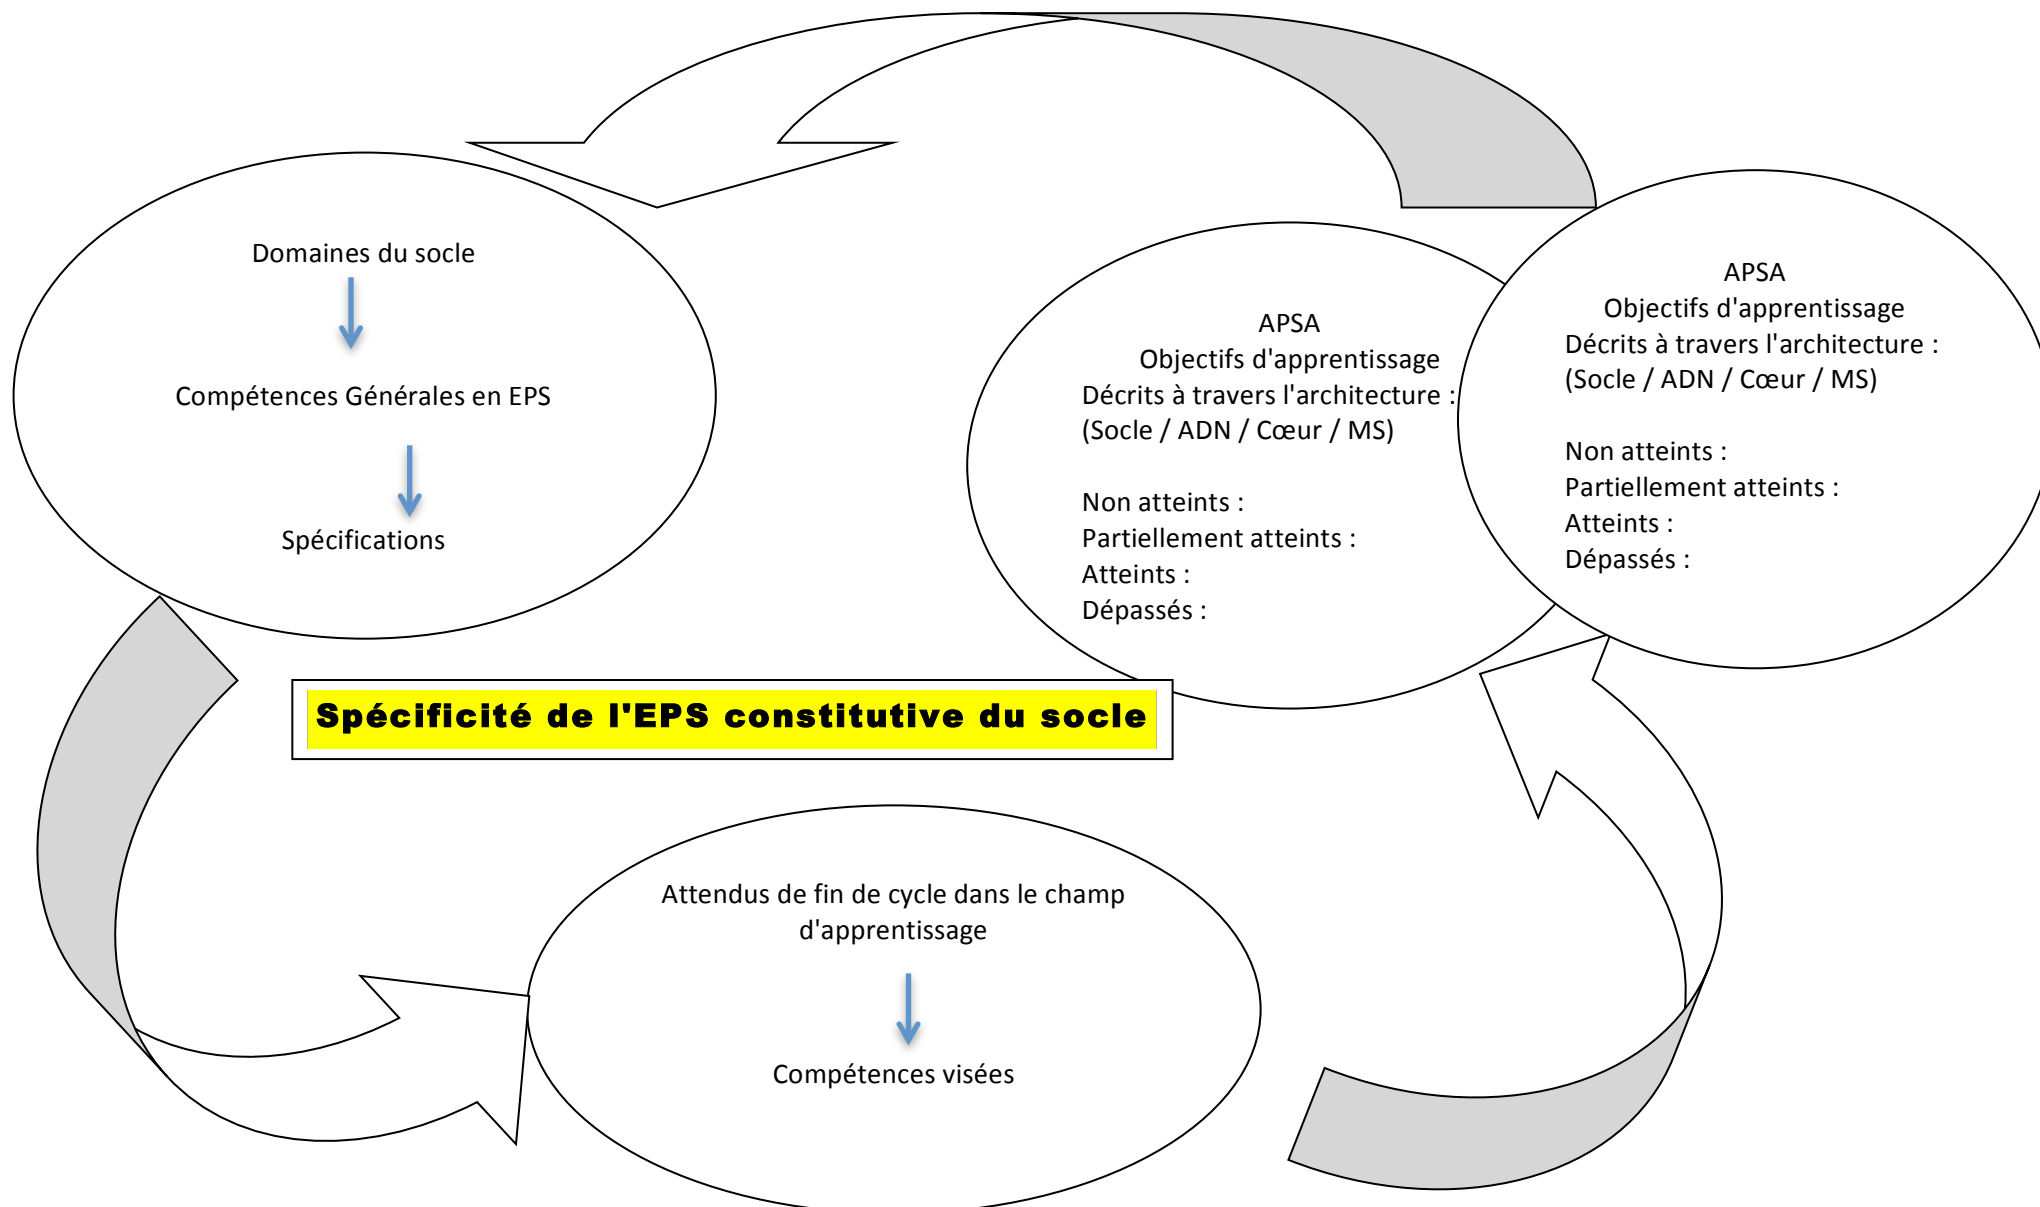 Domaines du socle
Compétences Générales en EPS
Spécifications
APSA
Objectifs d'apprentissage
Décrits à travers l'architecture :
(Socle / ADN / Cœur / MS)
Non atteints :
Partiellement atteints :
Atteints :
Dépassés :
APSA
Objectifs d'apprentissage
Décrits à travers l'architecture :
(Socle / ADN / Cœur / MS)
Non atteints :
Partiellement atteints :
Atteints :
Dépassés :
Spécificité de l'EPS constitutive du socle
Attendus de fin de cycle dans le champ
d'apprentissage
Compétences visées